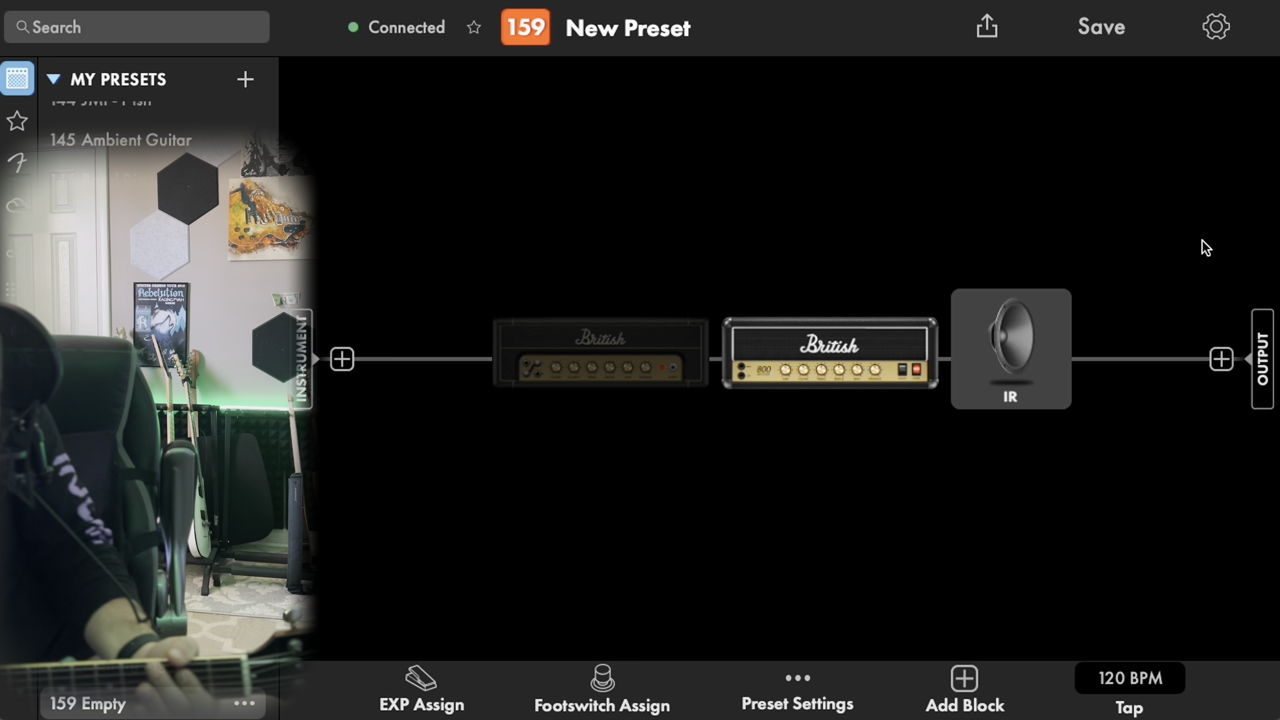 Search
Connected
159
New Preset
Save
MY PRESETS
145 Ambient Guitar
Rebelution
INSTRUMENT
British
British
800
IR
OUTPUT
159 Empty
EXP Assign
Footswitch Assign
Preset Settings
Add Block
120 BPM
Tap